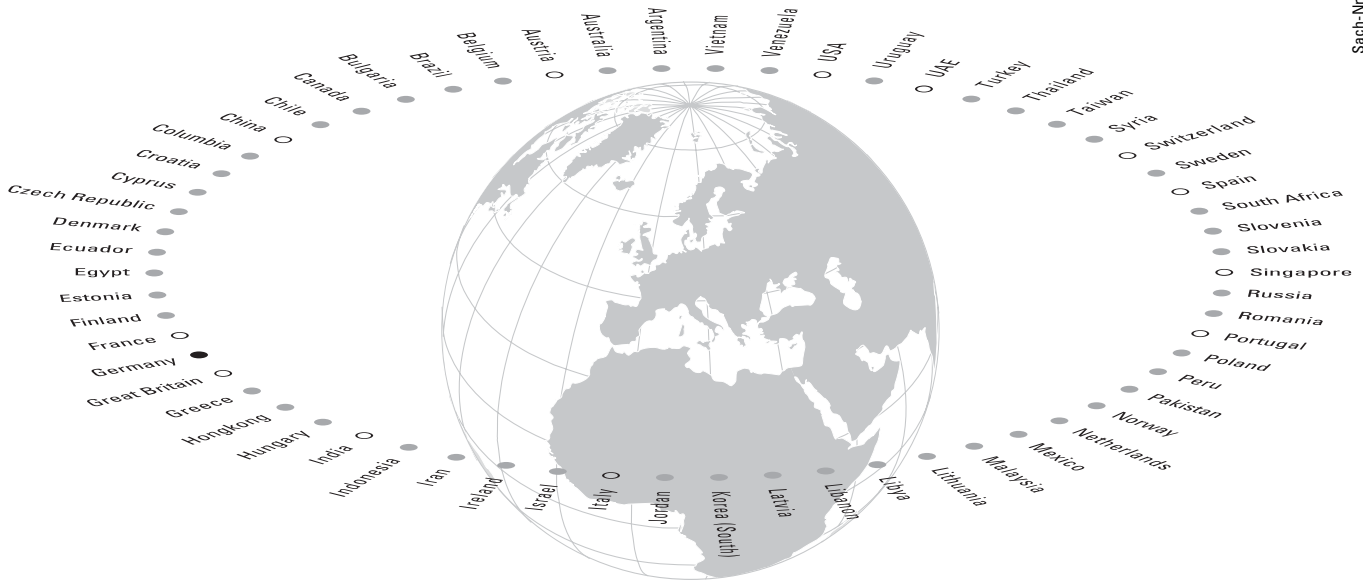 Argentina
Australia
Austria
Belgium
Brazil
Bulgaria
Canada
Chile
China
Columbia
Croatia
Cyprus
Czech Republic
Denmark
Ecuador
Egypt
Estonia
Finland
France
Germany
Great Britain
Greece
Hongkong
Hungary
India
Indonesia
Iran
Ireland
Israel
Italy
Jordan
Korea (South)
Latvia
Libanon
Libya
Lithuania
Malaysia
Mexico
Netherlands
Norway
Pakistan
Peru
Poland
Portugal
Romania
Russia
Singapore
Slovakia
Slovenia
South Africa
Spain
Sweden
Switzerland
Syria
Taiwan
Thailand
Turkey
UAE
Uruguay
USA
Venezuela
Vietnam
Sach-Nr